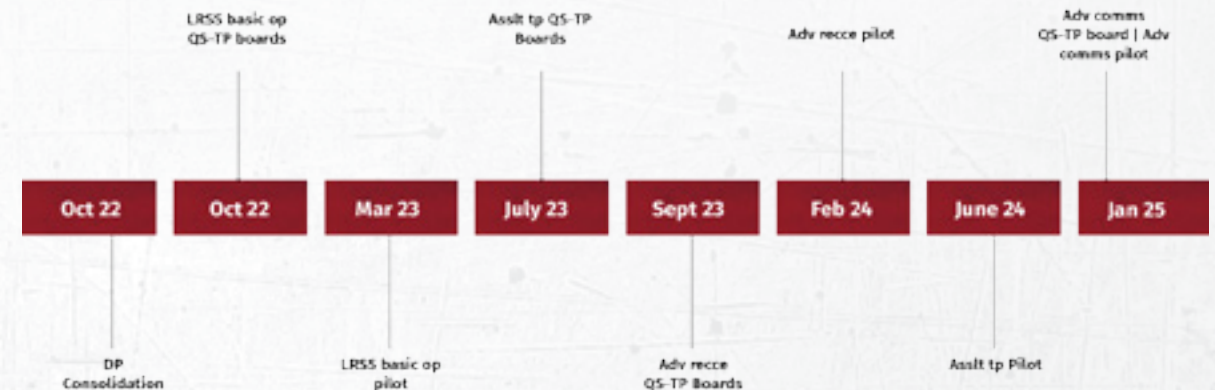 LRSS basic op
QS-TP boards
Asslt tp QS-TP
Boards
Adv recce pilot
Adv comms
QS-TP board | Adv
comms pilot
Oct 22
Oct 22
Mar 23
July 23
Sept 23
Feb 24
June 24
Jan 25
DP
Consolidation
LRSS basic op
pilot
Adv recce
QS-TP Boards
Asslt tp Pilot